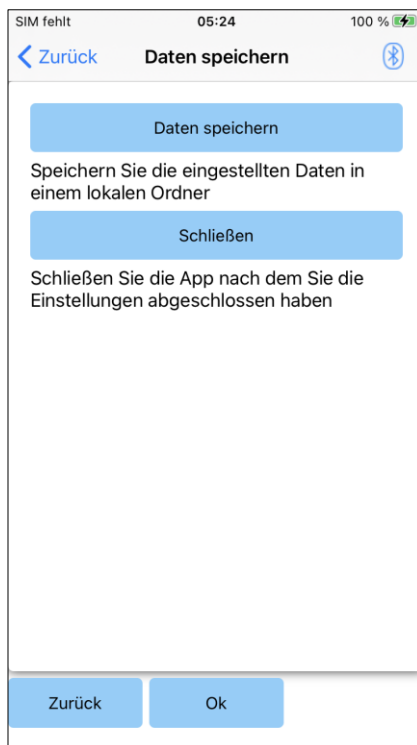 SIM fehlt 05:24 100 %
Zurück Daten speichern
Daten speichern
Speichern Sie die eingestellten Daten in
einem lokalen Ordner
Schließen
Schließen Sie die App nach dem Sie die
Einstellungen abgeschlossen haben
Zurück Ok